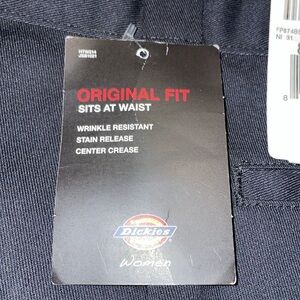 ORIGINAL FIT
SITS AT WAIST
WRINKLE RESISTANT
STAIN RELEASE
CENTER CREASE
Dickies
Women